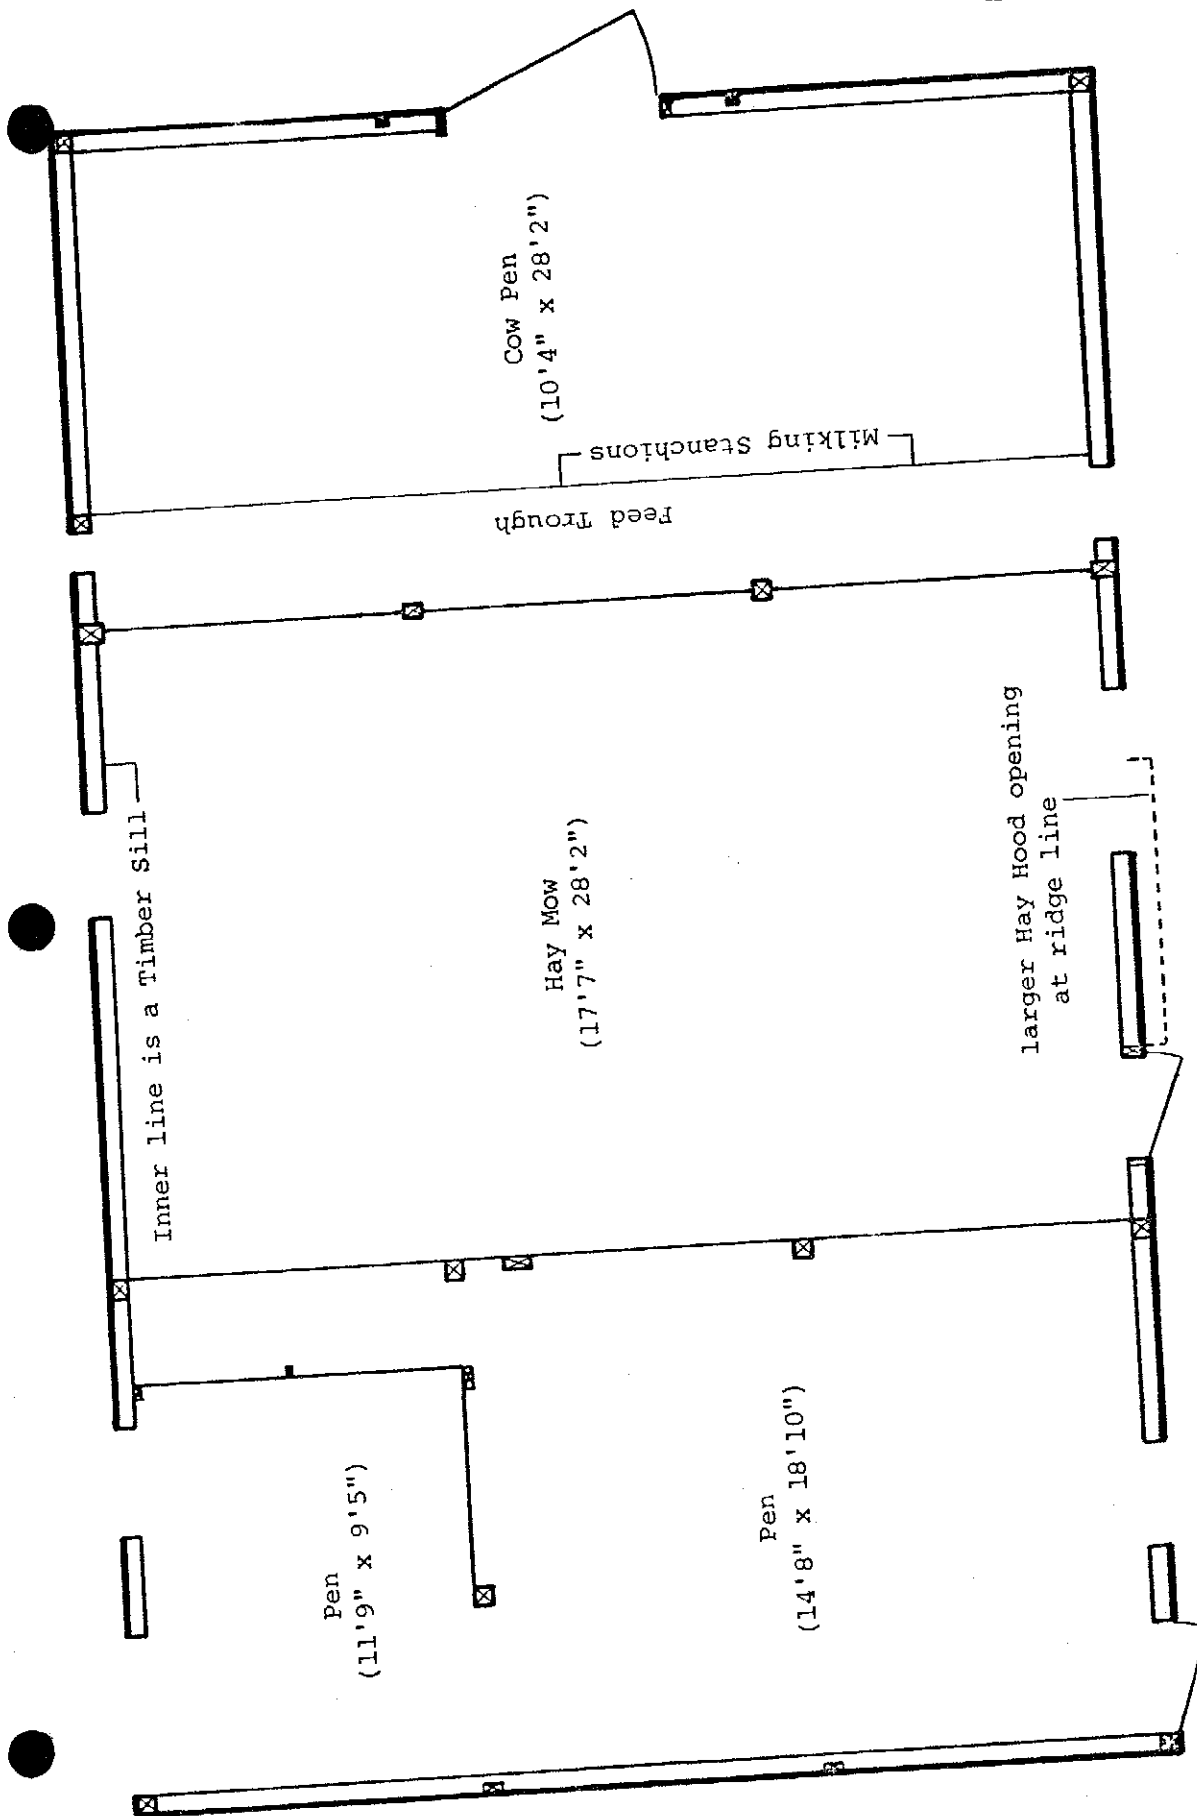 Cow Pen
(10'4" x 28'2")
Milking Stanchions
Feed Trough
Inner line is a Timber Sill
Hay Mow
(17'7" x 28'2")
larger Hay Hood opening
at ridge line
Pen
(11'9" x 9'5")
Pen
(14'8" x 18'10")